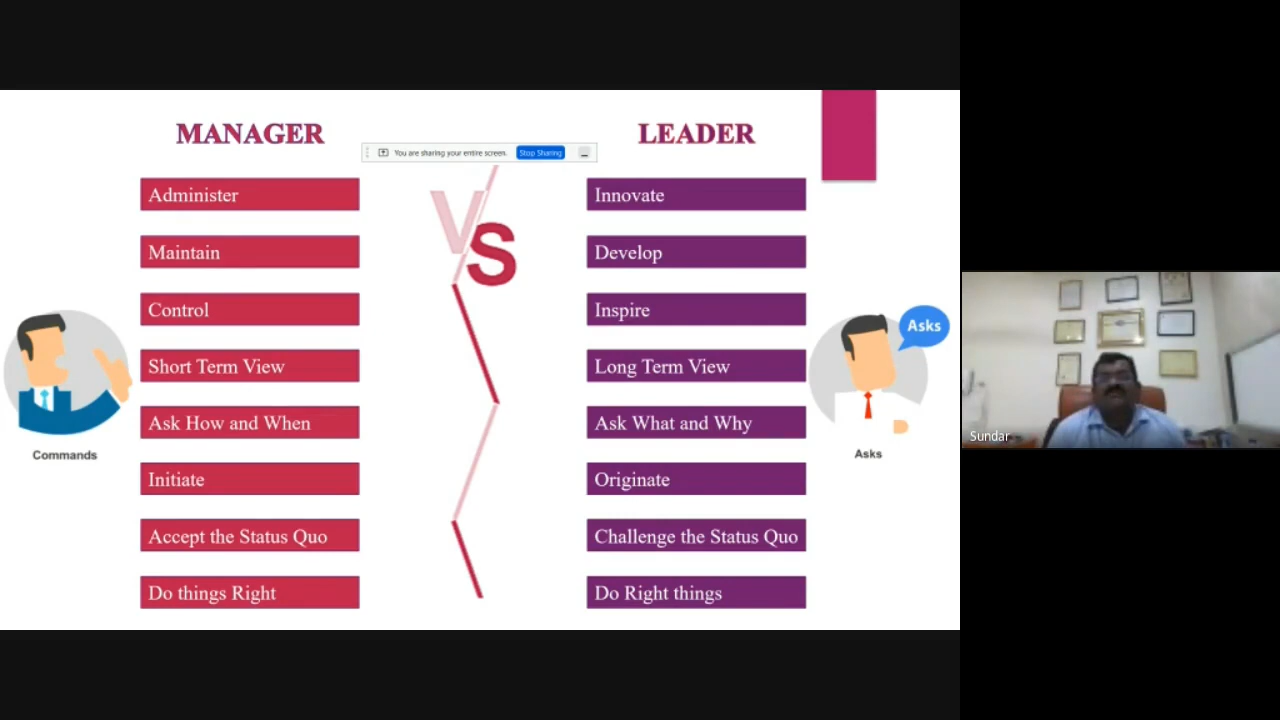 MANAGER
LEADER
You are sharing your entire screen.
Stop Sharing
VS
Administer
Innovate
Maintain
Develop
Control
Inspire
Asks
Short Term View
Long Term View
Ask How and When
Ask What and Why
Commands
Asks
Sundar
Initiate
Originate
Accept the Status Quo
Challenge the Status Quo
Do things Right
Do Right things